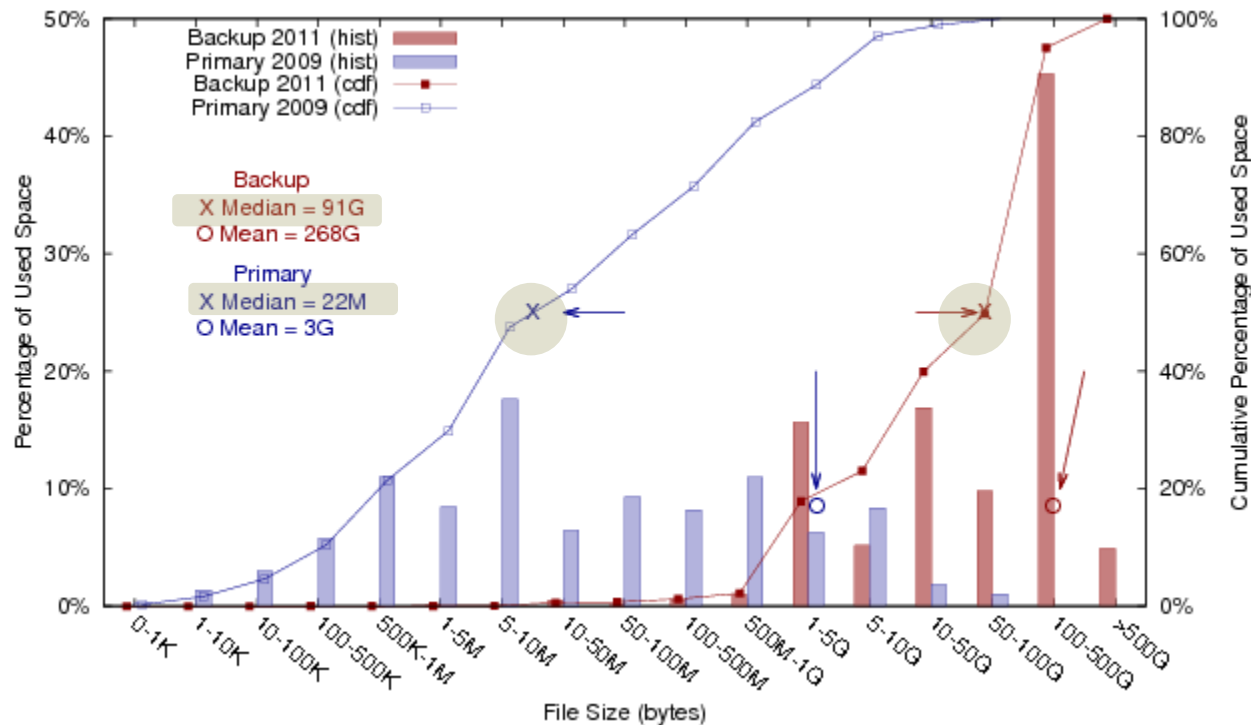 50%
40%
30%
20%
10%
0%
100%
80%
60%
40%
20%
0%
Percentage of Used Space
Cumulative Percentage of Used Space
Backup 2011 (hist)
Primary 2009 (hist)
Backup 2011 (cdf)
Primary 2009 (cdf)
Backup
X Median = 91G
O Mean = 268G
Primary
X Median = 22M
O Mean = 3G
X
X
O
O
0-1K
1-10K
10-100K
100-500K
500K-1M
1-5M
5-10M
10-50M
50-100M
100-500M
500M-1G
1-5G
5-10G
10-50G
50-100G
100-500G
>500G
File Size (bytes)